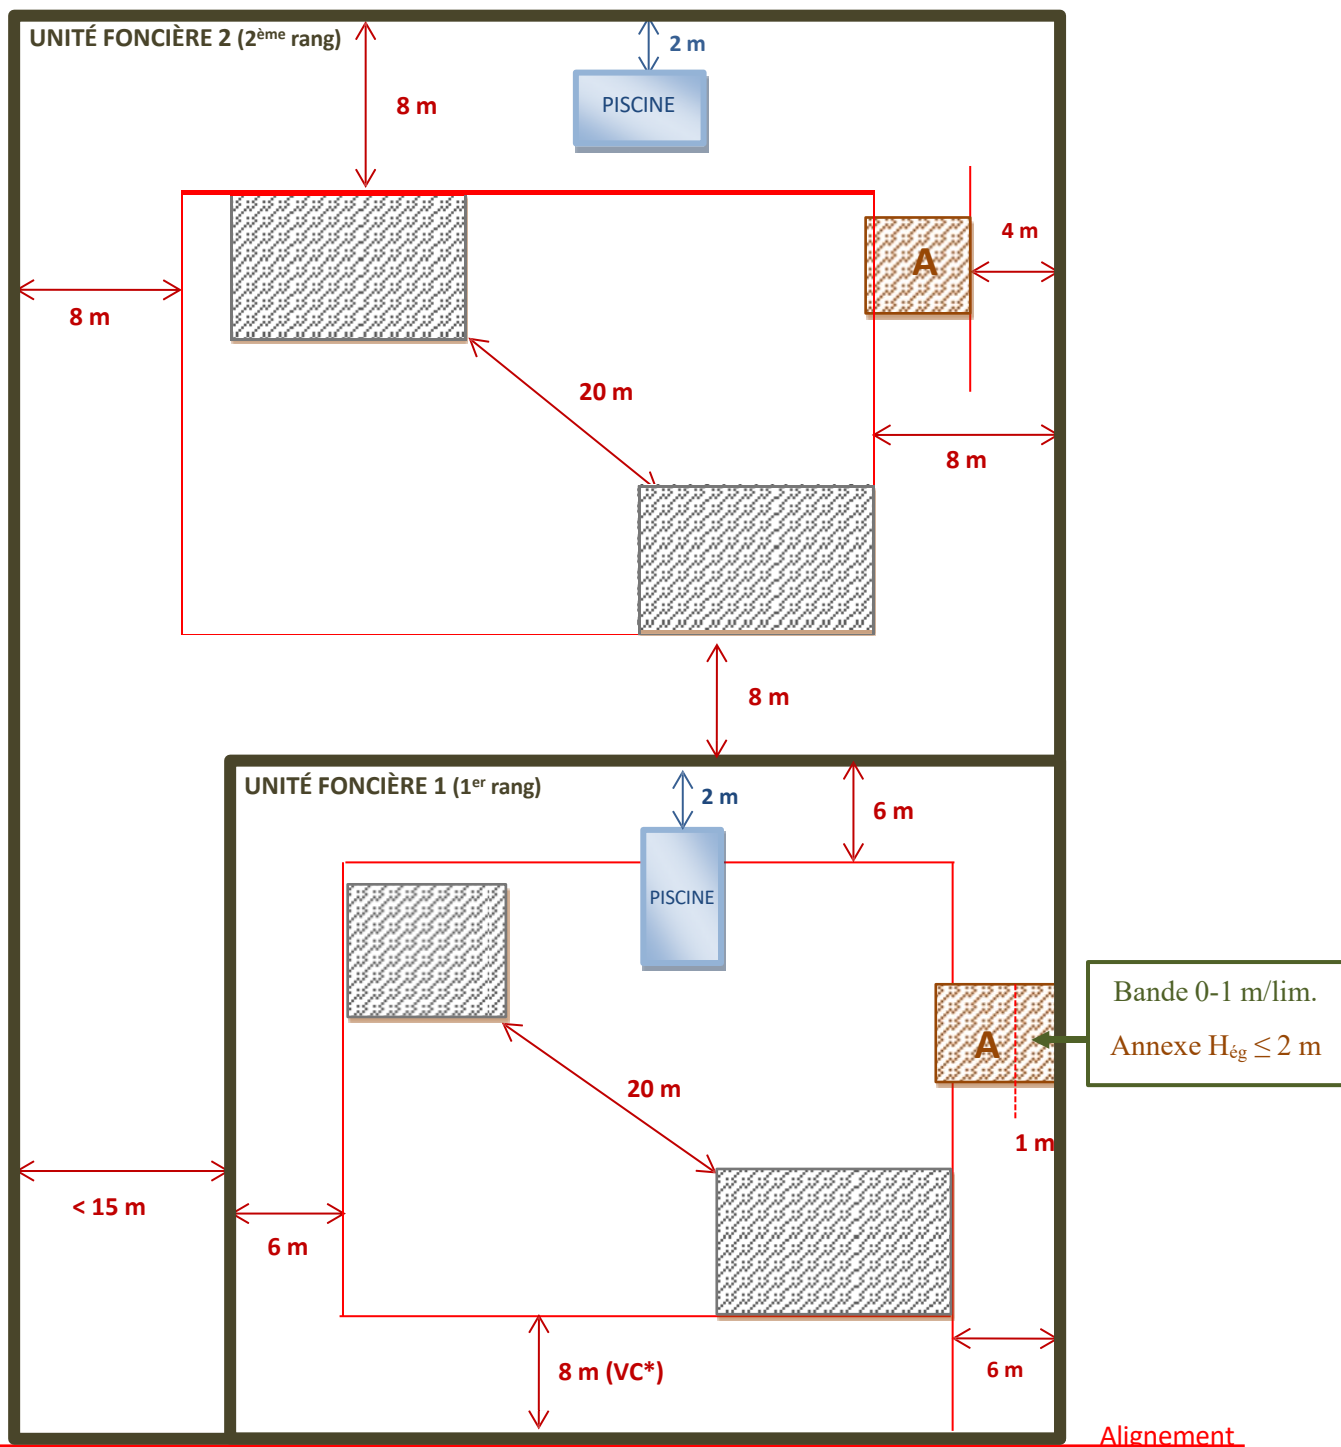 UNITÉ FONCIÈRE 2 (2ème rang)
2 m
8 m
PISCINE
4 m
A
8 m
20 m
8 m
8 m
UNITÉ FONCIÈRE 1 (1er rang)
2 m
6 m
PISCINE
Bande 0-1 m/lim.
Annexe Hég ≤ 2 m
A
20 m
1 m
< 15 m
6 m
8 m (VC*)
6 m
Alignement